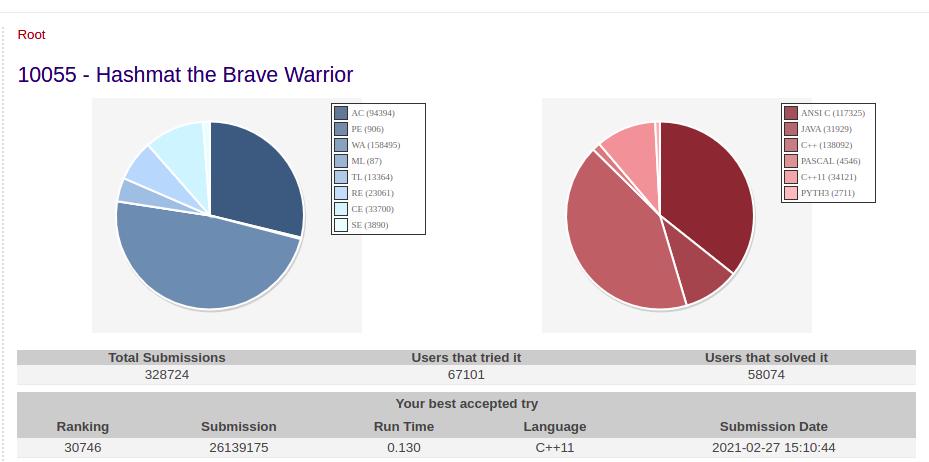 Root
10055 - Hashmat the Brave Warrior
AC (94394)
PE (906)
WA (158495)
ML (87)
TL (13364)
RE (23061)
CE (33700)
SE (3890)
ANSI C (117325)
JAVA (31929)
C++ (138092)
PASCAL (4546)
C++11 (34121)
PYTH3 (2711)
Total Submissions Users that tried it Users that solved it
328724 67101 58074
Your best accepted try
Ranking Submission Run Time Language Submission Date
30746 26139175 0.130 C++11 2021-02-27 15:10:44